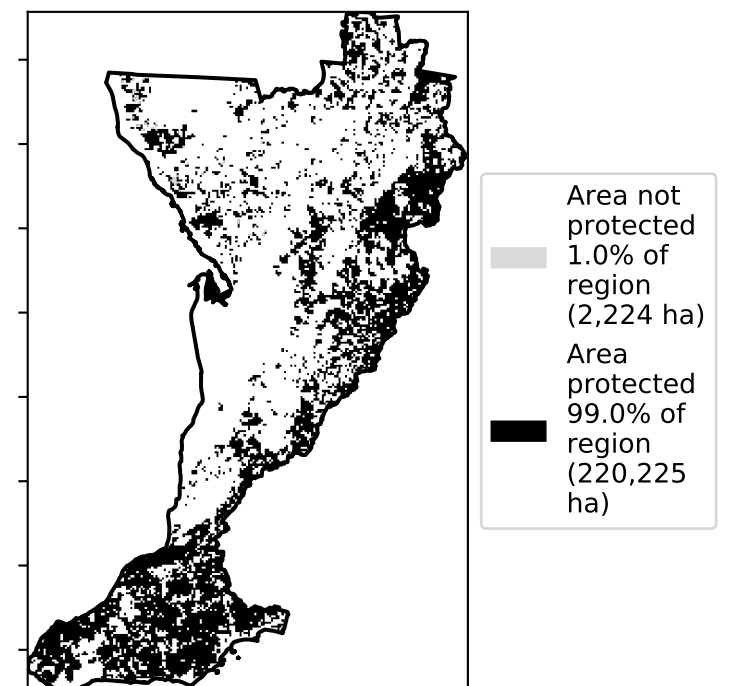 Area not
protected
1.0% of
region
(2,224 ha)
Area
protected
99.0% of
region
(220,225
ha)